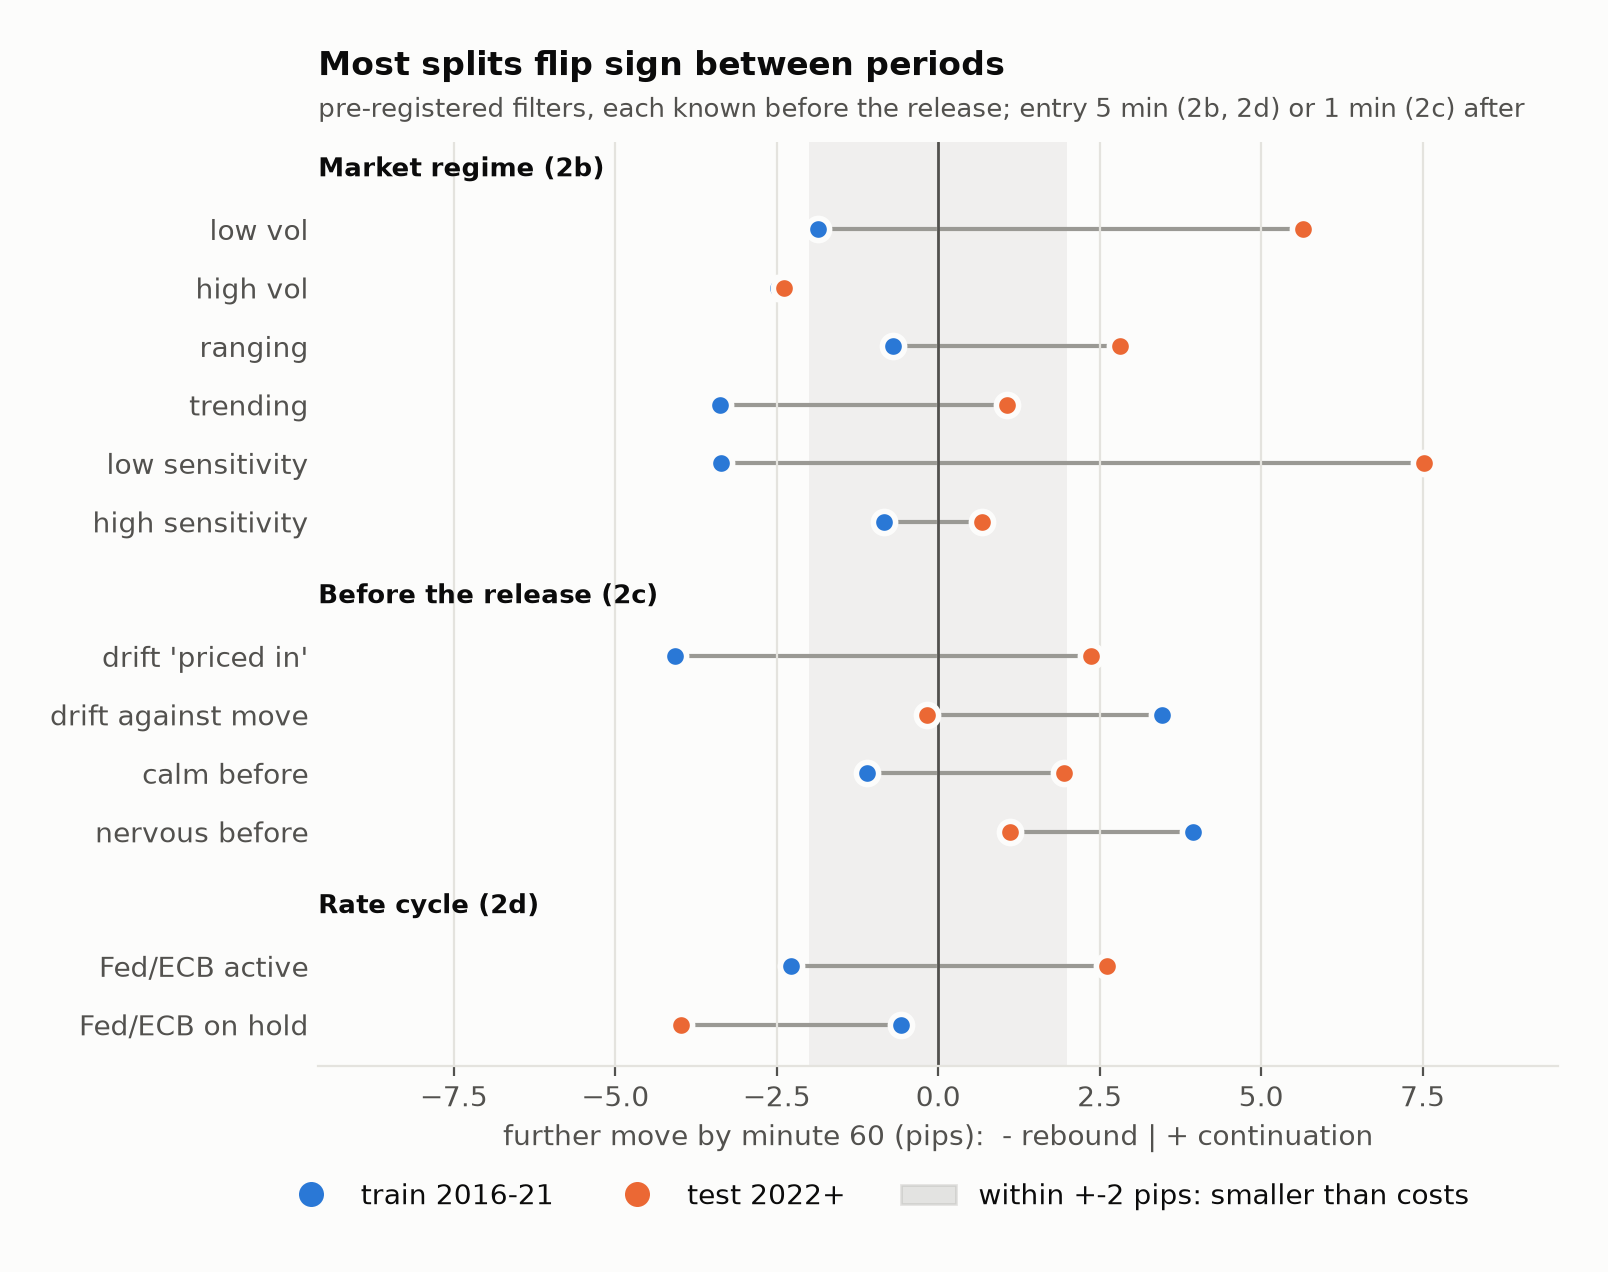 Most splits flip sign between periods
pre-registered filters, each known before the release; entry 5 min (2b, 2d) or 1 min (2c) after
Market regime (2b)
low vol
high vol
ranging
trending
low sensitivity
high sensitivity
Before the release (2c)
drift 'priced in'
drift against move
calm before
nervous before
Rate cycle (2d)
Fed/ECB active
Fed/ECB on hold
−7.5 −5.0 −2.5 0.0 2.5 5.0 7.5
further move by minute 60 (pips):  - rebound | + continuation
train 2016-21 test 2022+ within +-2 pips: smaller than costs